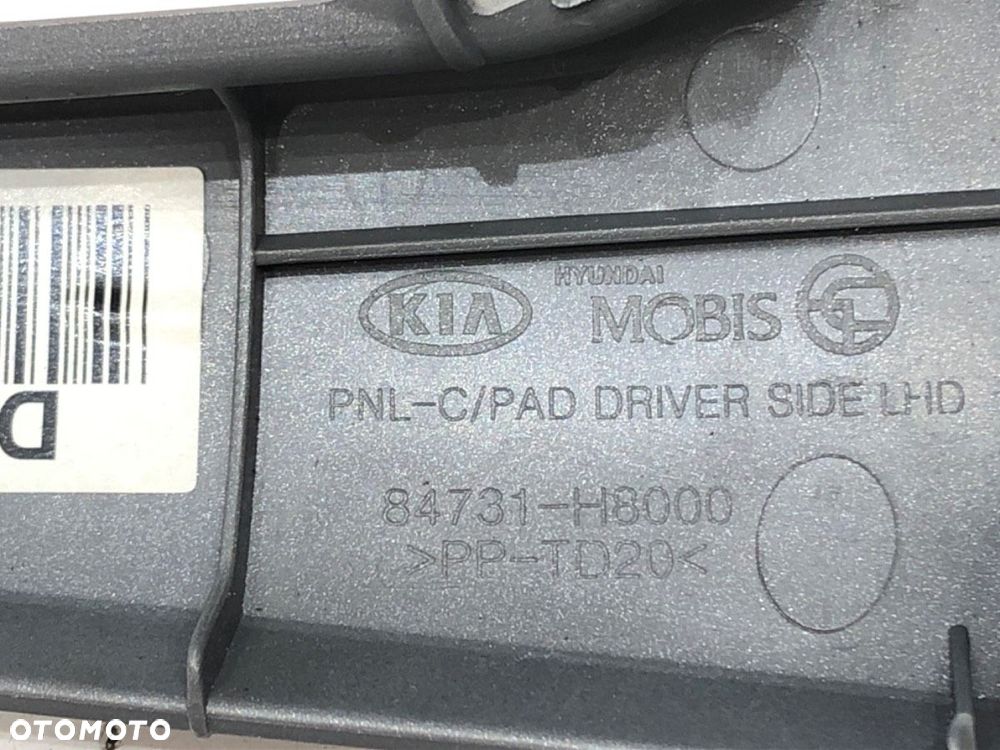 KIA
HYUNDAI
MOBIS
PNL-C/PAD DRIVER SIDE LHD
84731-H8000
>PP-TD20<
D
OTOMOTO